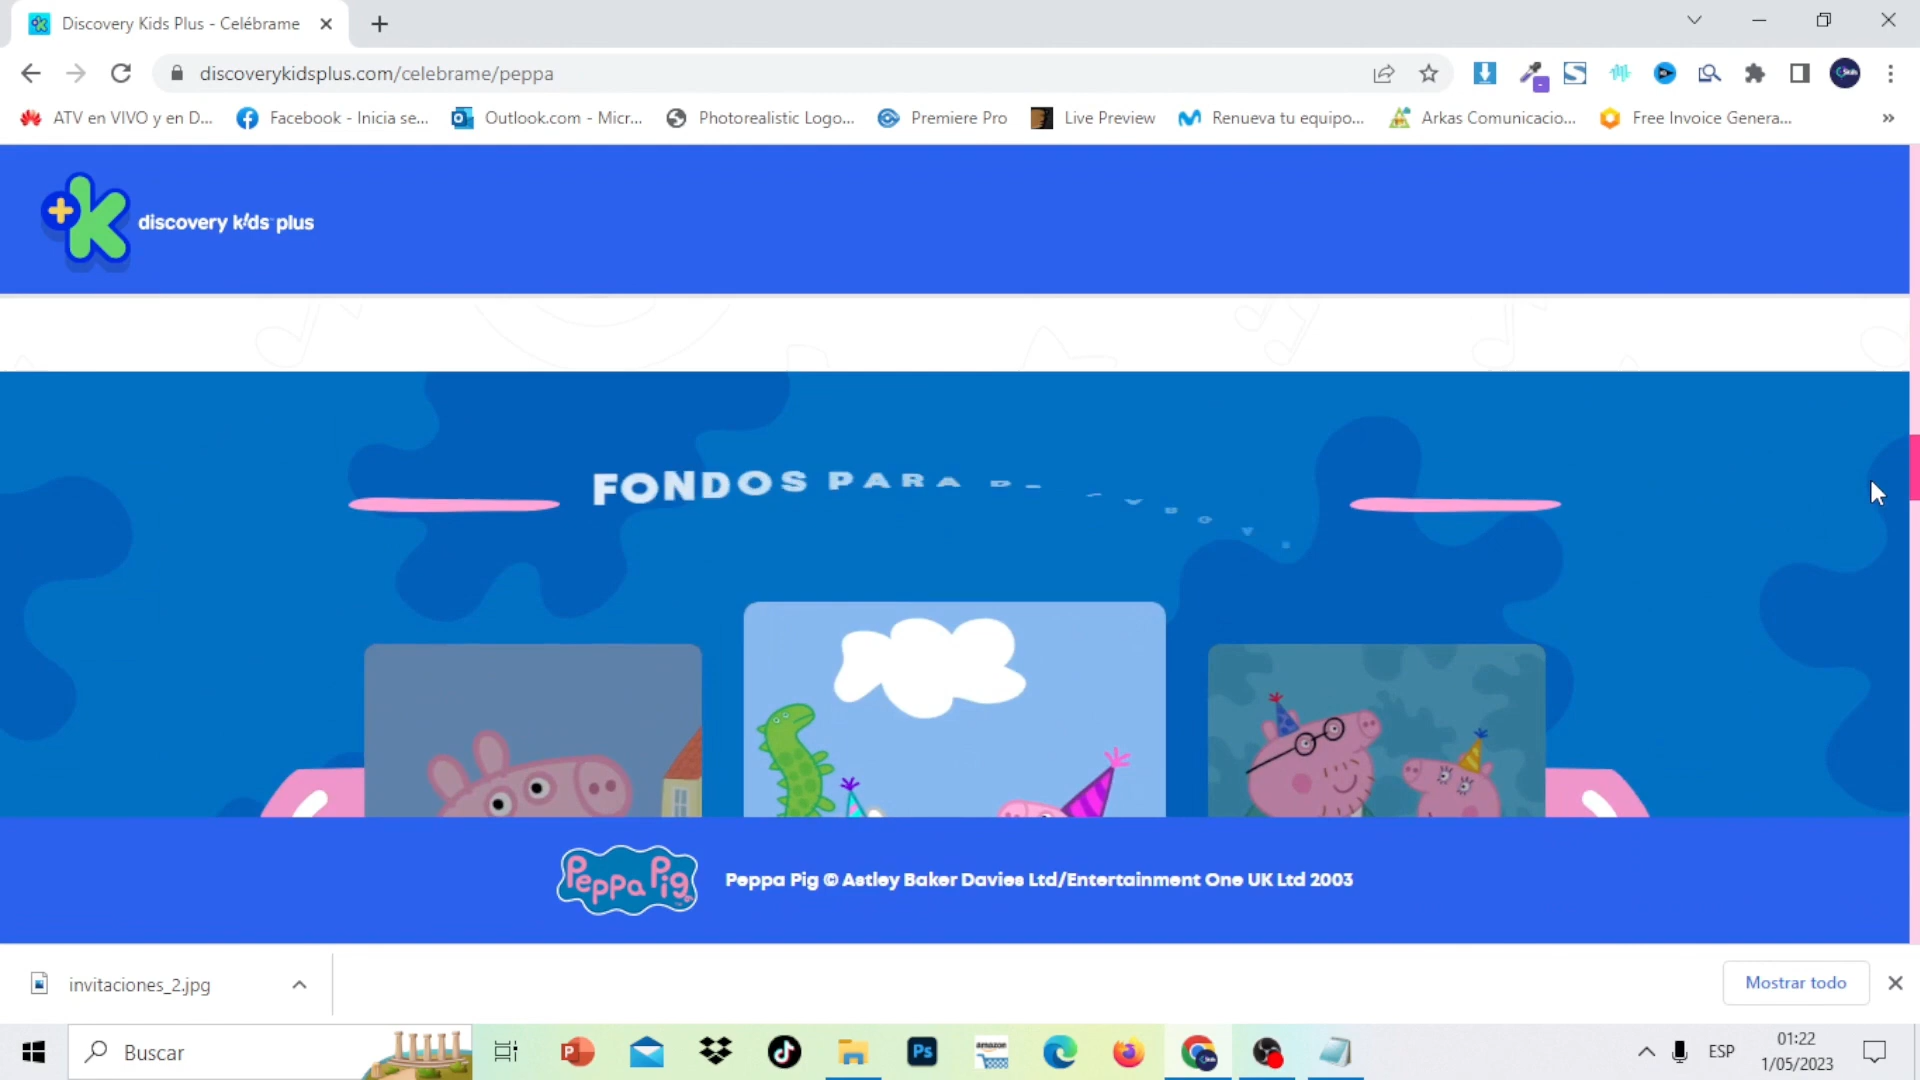 Discovery Kids Plus - Celébrame
discoverykidsplus.com/celebrame/peppa
ATV en VIVO y en D...
Facebook - Inicia se...
Outlook.com - Micr...
Photorealistic Logo...
Premiere Pro
Live Preview
Renueva tu equipo...
Arkas Comunicacio...
Free Invoice Genera...
discovery kids plus
FONDOS PARA
Peppa Pig
Peppa Pig © Astley Baker Davies Ltd/Entertainment One UK Ltd 2003
invitaciones_2.jpg
Mostrar todo
Buscar
amazon
ESP
01:22
1/05/2023